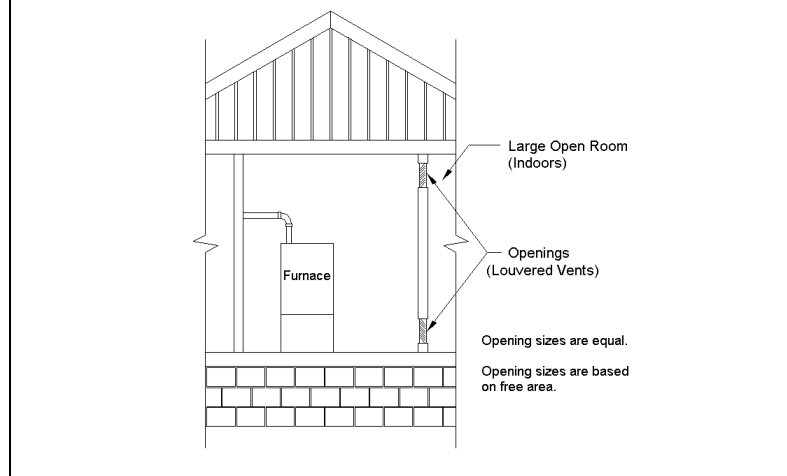 Large Open Room
(Indoors)
Furnace
Openings
(Louvered Vents)
Opening sizes are equal.
Opening sizes are based
on free area.